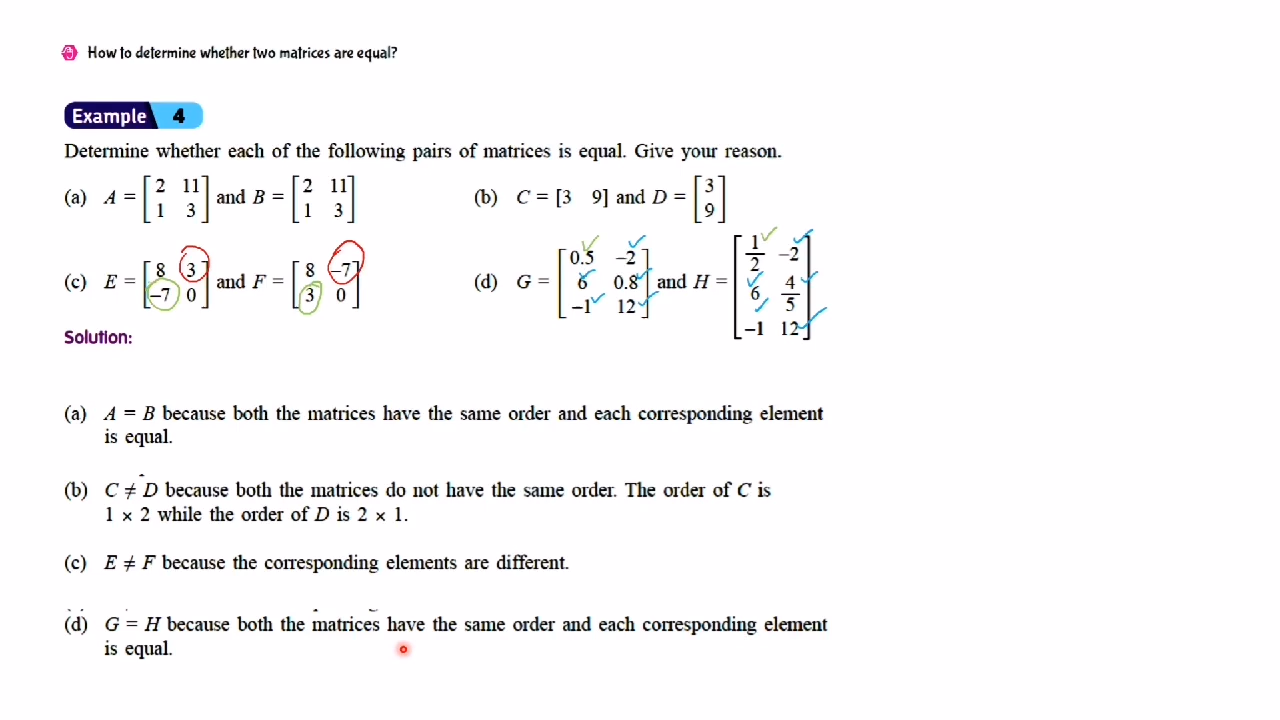 How to determine whether two matrices are equal?
Example 4
Determine whether each of the following pairs of matrices is equal. Give your reason.
(a) A = [2 11; 1 3] and B = [2 11; 1 3]
(b) C = [3 9] and D = [3; 9]
(c) E = [8 3; −7 0] and F = [8 −7; 3 0]
(d) G = [0.5 −2; 6 0.8; −1 12] and H = [1/2 −2; 6 4/5; −1 12]
Solution:
(a) A = B because both the matrices have the same order and each corresponding element
is equal.
(b) C ≠ D because both the matrices do not have the same order. The order of C is
1 × 2 while the order of D is 2 × 1.
(c) E ≠ F because the corresponding elements are different.
(d) G = H because both the matrices have the same order and each corresponding element
is equal.